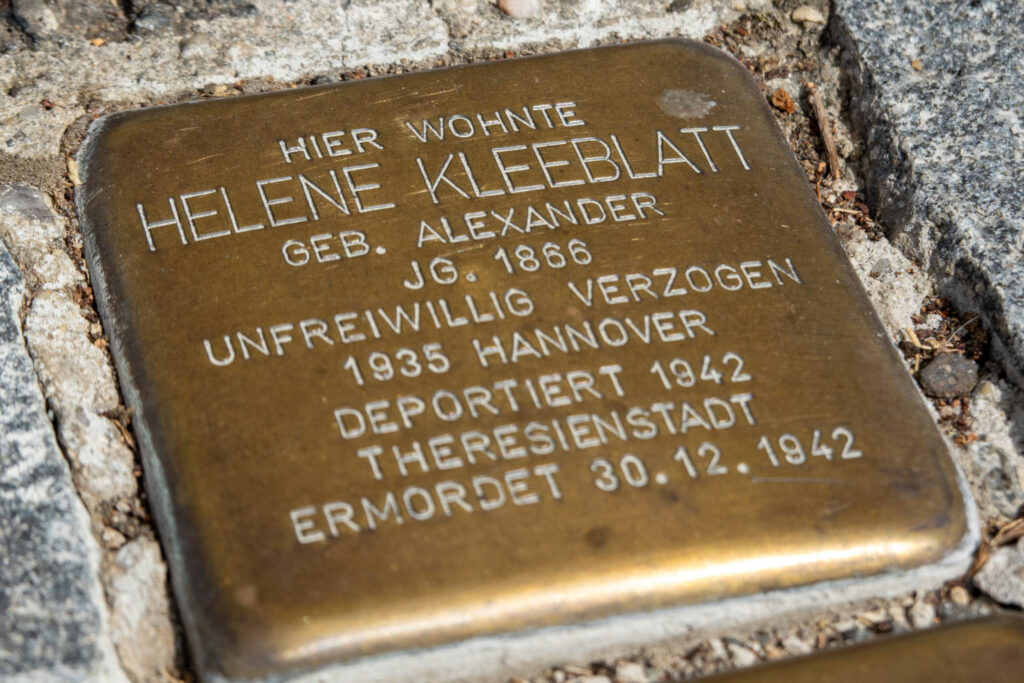 HIER WOHNTE
HELENE KLEEBLATT
GEB. ALEXANDER
JG. 1866
UNFREIWILLIG VERZOGEN
1935 HANNOVER
DEPORTIERT 1942
THERESIENSTADT
ERMORDET 30.12.1942